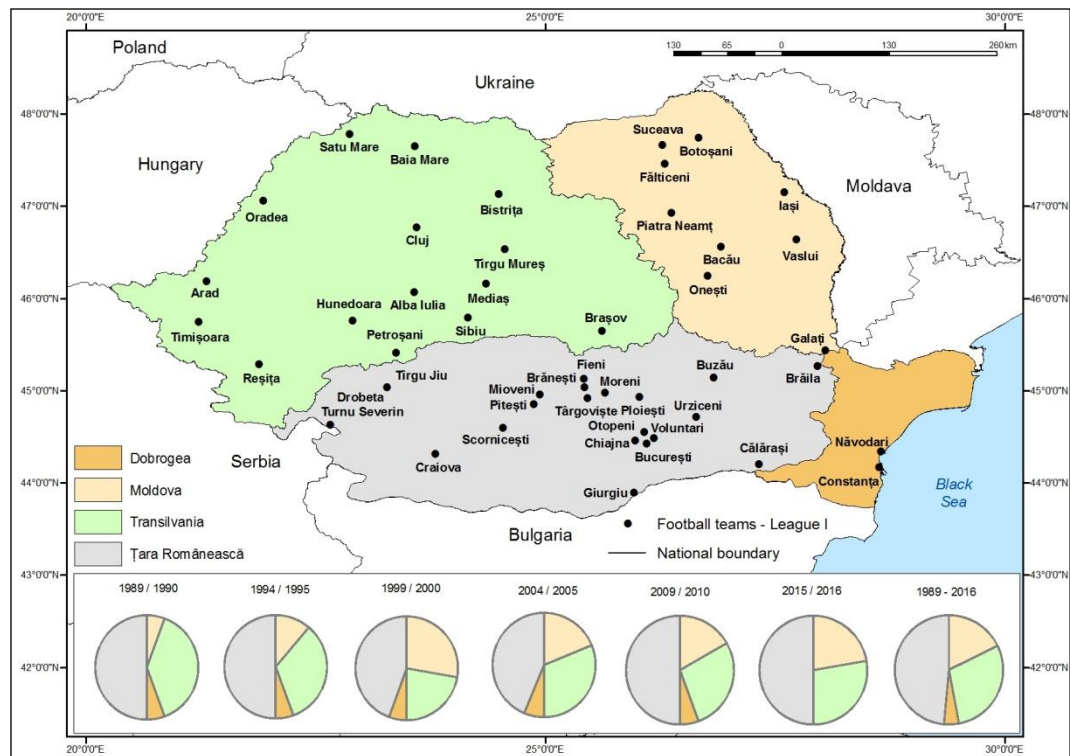 20°0'0"E 25°0'0"E 30°0'0"E
Poland
130 65 0 130 260 km
Ukraine
48°0'0"N 48°0'0"N
Suceava
Botoșani
Satu Mare
Baia Mare
Hungary
Fălticeni
Moldava
47°0'0"N 47°0'0"N
Oradea
Bistrița
Iași
Piatra Neamț
Cluj
Tîrgu Mureș
Bacău
Vaslui
Onești
46°0'0"N 46°0'0"N
Arad
Hunedoara
Alba Iulia
Mediaș
Timișoara
Petroșani
Sibiu
Brașov
Galați
Reșița
Fieni
Brăila
45°0'0"N 45°0'0"N
Tîrgu Jiu
Brănești
Moreni
Buzău
Drobeta
Turnu Severin
Mioveni
Pitești
Târgoviște
Ploiești
Urziceni
Otopeni
Voluntari
Scornicești
Chiajna
București
Călărași
Năvodari
Serbia
Craiova
Constanța
44°0'0"N 44°0'0"N
Giurgiu
Black
Sea
Dobrogea
Moldova
Transilvania
Țara Românească
Bulgaria
Football teams - League I
National boundary
43°0'0"N 43°0'0"N
1989 / 1990 1994 / 1995 1999 / 2000 2004 / 2005 2009 / 2010 2015 / 2016 1989 - 2016
42°0'0"N 42°0'0"N
20°0'0"E 25°0'0"E 30°0'0"E